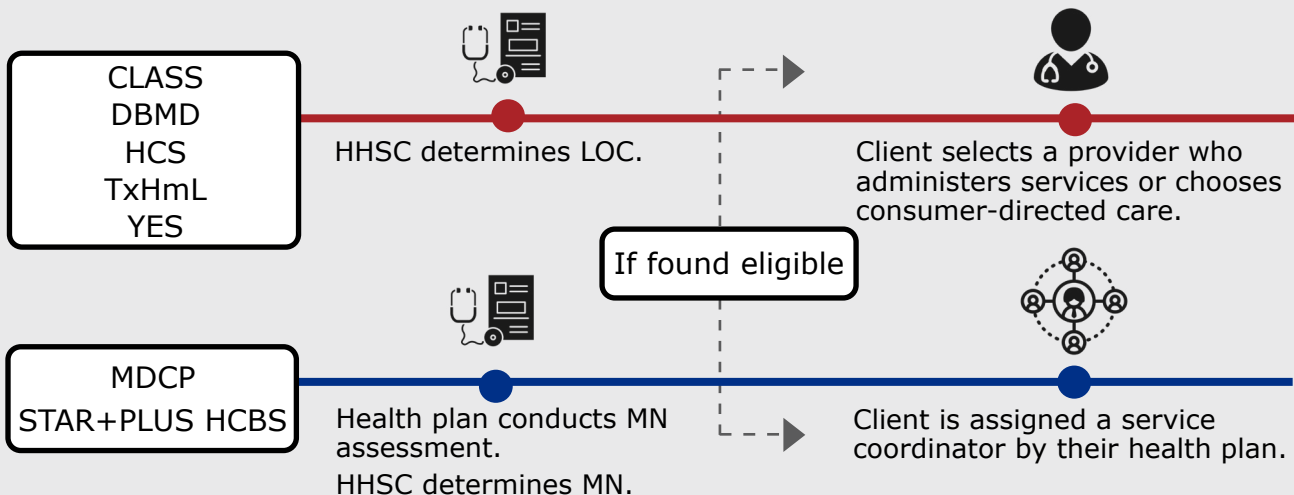 CLASS
DBMD
HCS
TxHmL
YES
HHSC determines LOC.
Client selects a provider who
administers services or chooses
consumer-directed care.
If found eligible
MDCP
STAR+PLUS HCBS
Health plan conducts MN
assessment.
HHSC determines MN.
Client is assigned a service
coordinator by their health plan.